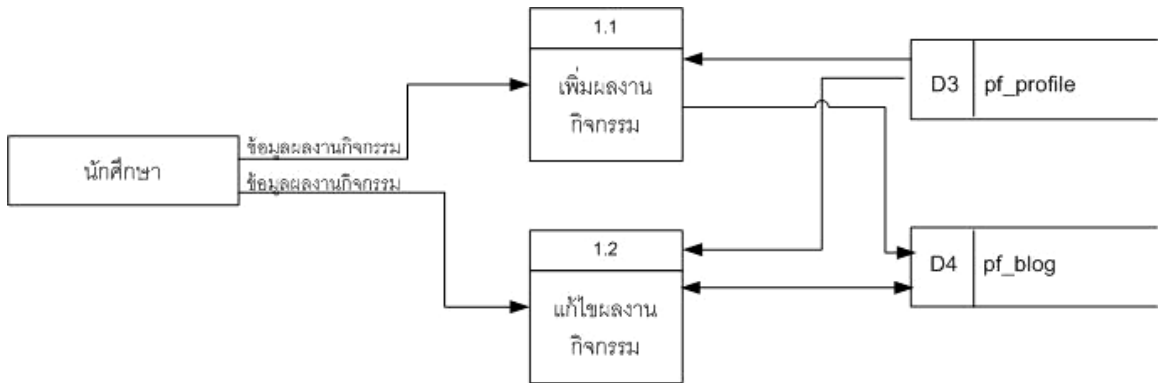 1.1
เพิ่มผลงาน
กิจกรรม
D3 pf_profile
นักศึกษา
ข้อมูลผลงานกิจกรรม
ข้อมูลผลงานกิจกรรม
1.2
แก้ไขผลงาน
กิจกรรม
D4 pf_blog